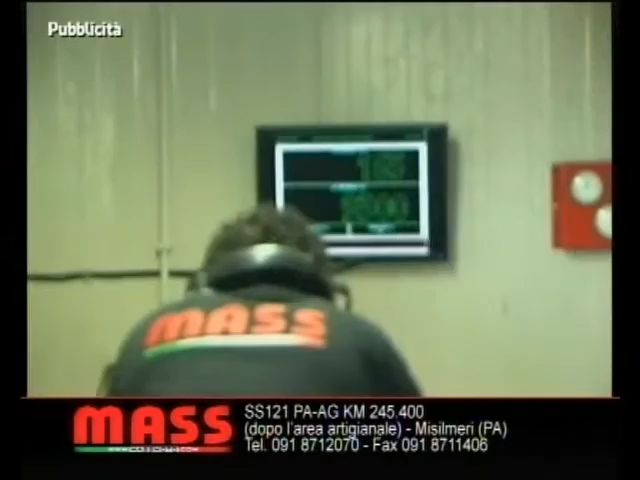 Pubblicità
MASS
MASS
SS121 PA-AG KM 245.400
(dopo l'area artigianale) - Misilmeri (PA)
Tel. 091 8712070 - Fax 091 8711406